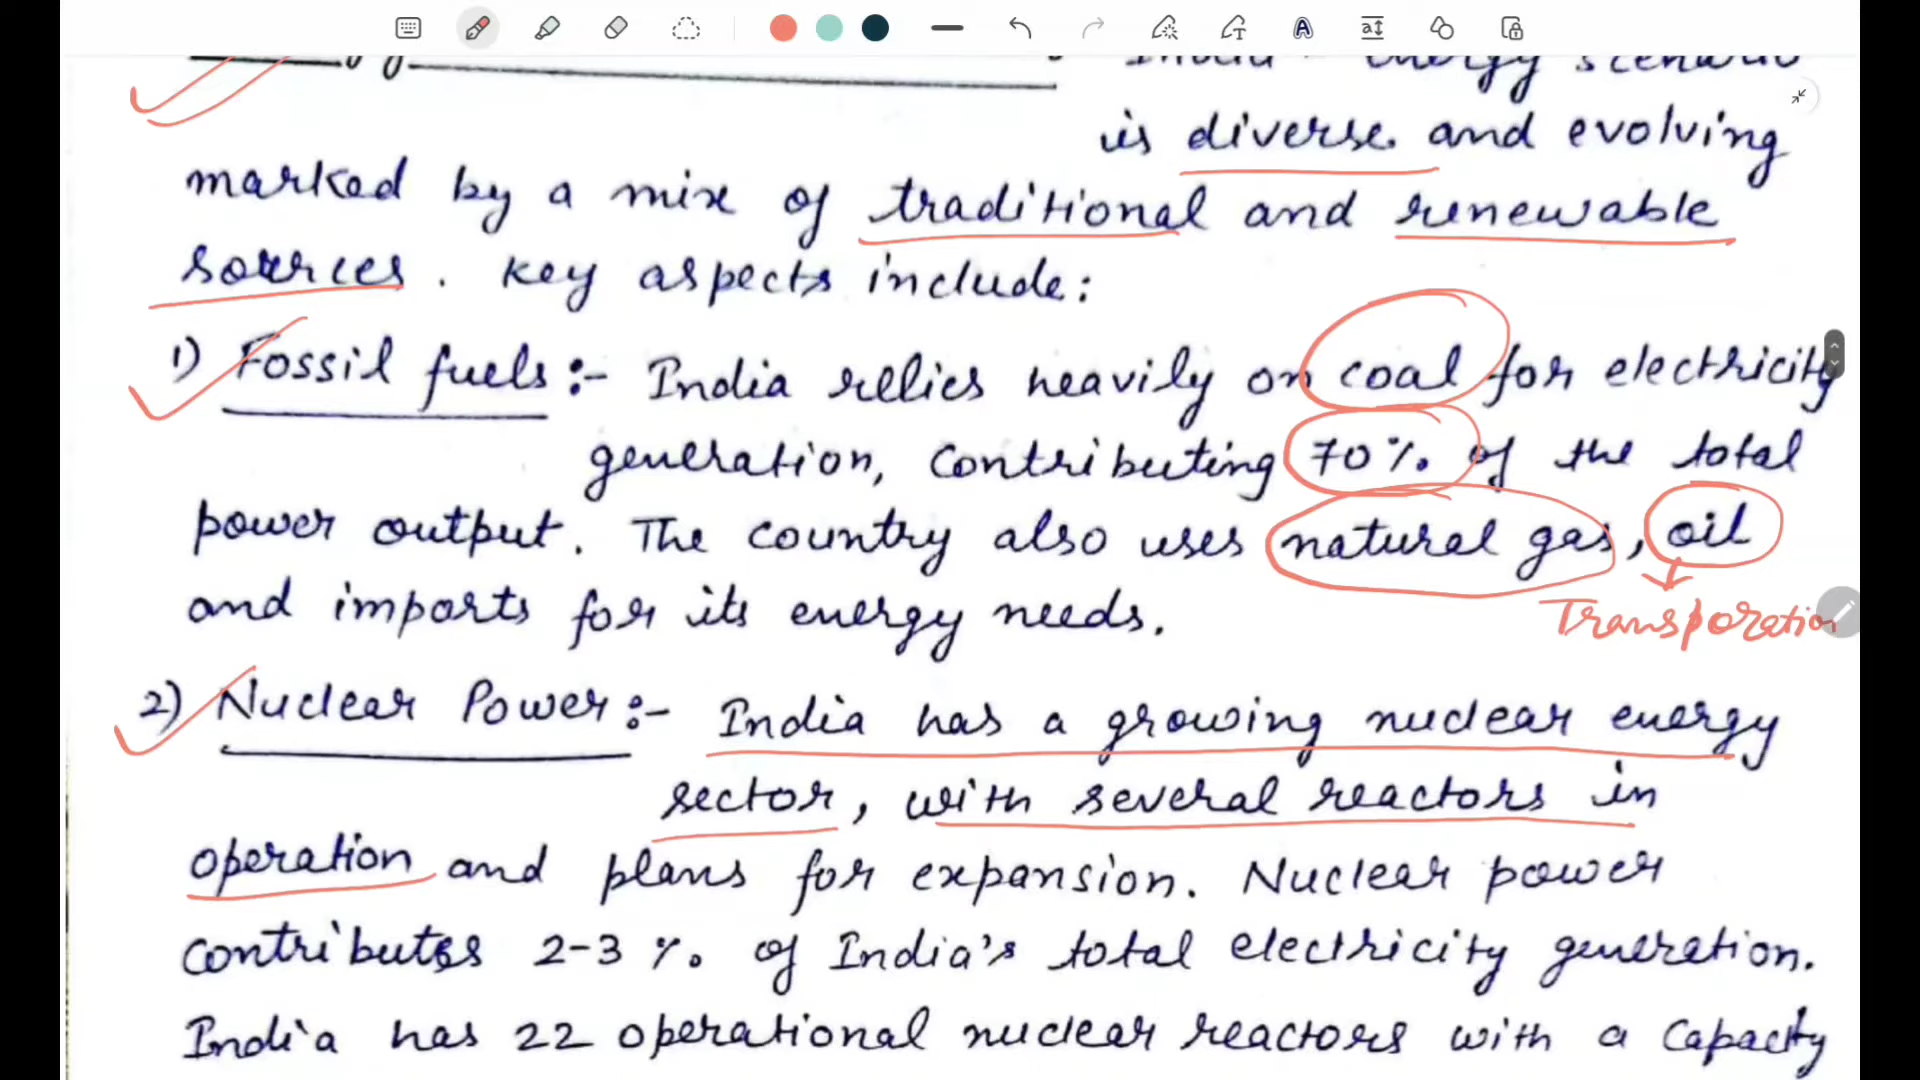 India energy scenario
is diverse and evolving
marked by a mix of traditional and renewable
sources. Key aspects include:
1) Fossil fuels :- India relies heavily on coal for electricity
generation, contributing 70% of the total
power output. The country also uses natural gas, oil
and imports for its energy needs.
Transporation
2) Nuclear Power :- India has a growing nuclear energy
sector, with several reactors in
operation and plans for expansion. Nuclear power
contributes 2-3 % of India's total electricity generation.
India has 22 operational nuclear reactors with a capacity